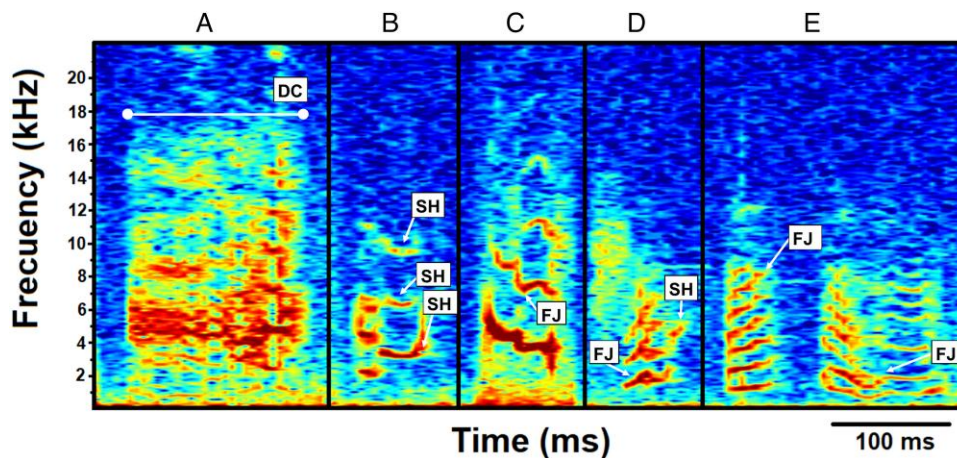 A B C D E
Frecuency (kHz)
20
18
16
14
12
10
8
6
4
2
DC
SH
SH
SH
FJ
FJ
SH
FJ
FJ
Time (ms)
100 ms